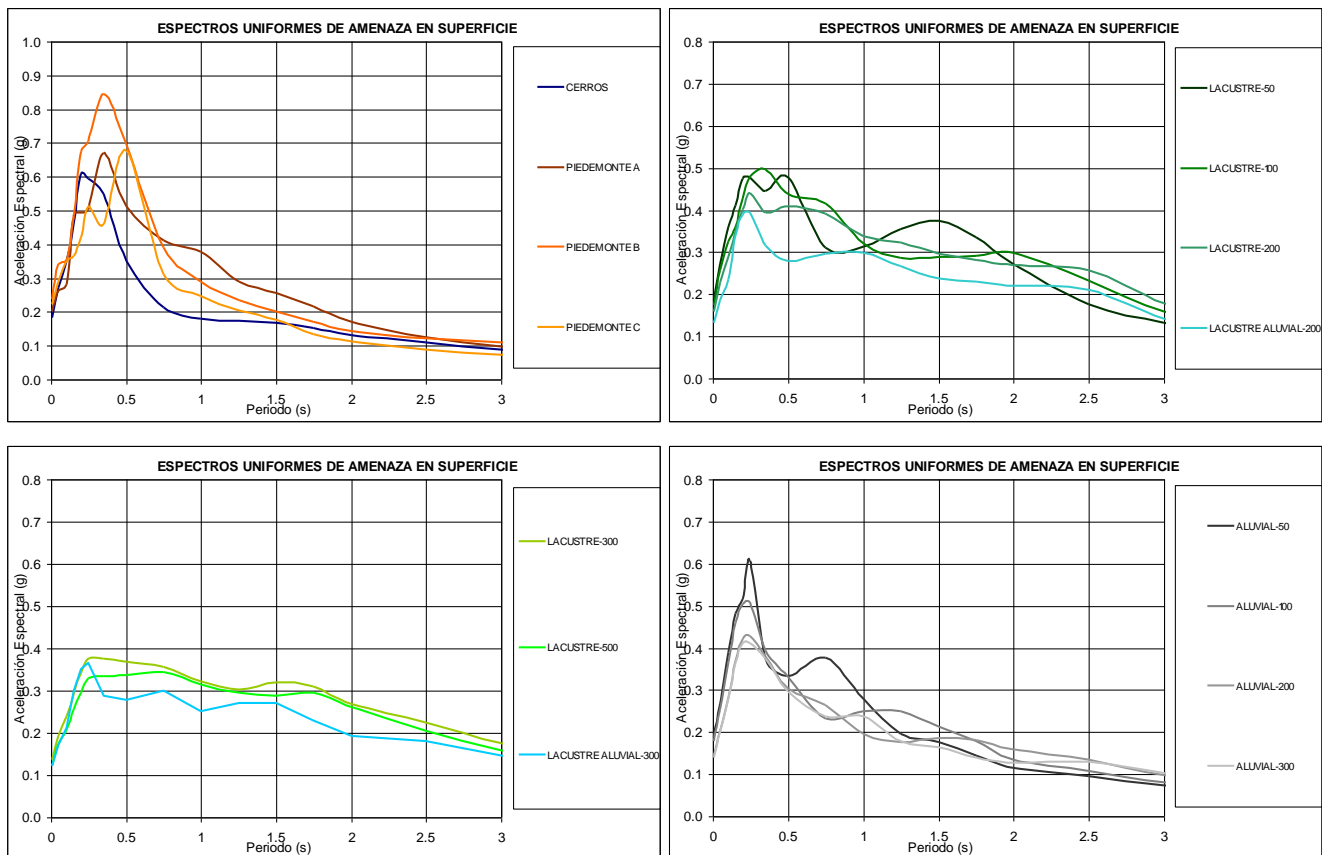 ESPECTROS UNIFORMES DE AMENAZA EN SUPERFICIE
Aceleración Espectral (g)
1.0
0.9
0.8
0.7
0.6
0.5
0.4
0.3
0.2
0.1
0.0
0 0.5 1 1.5 2 2.5 3
Periodo (s)
CERROS
PIEDEMONTE A
PIEDEMONTE B
PIEDEMONTE C
ESPECTROS UNIFORMES DE AMENAZA EN SUPERFICIE
Aceleración Espectral (g)
0.8
0.7
0.6
0.5
0.4
0.3
0.2
0.1
0.0
0 0.5 1 1.5 2 2.5 3
Periodo (s)
LACUSTRE-50
LACUSTRE-100
LACUSTRE-200
LACUSTRE ALUVIAL-200
ESPECTROS UNIFORMES DE AMENAZA EN SUPERFICIE
Aceleración Espectral (g)
0.8
0.7
0.6
0.5
0.4
0.3
0.2
0.1
0.0
0 0.5 1 1.5 2 2.5 3
Periodo (s)
LACUSTRE-300
LACUSTRE-500
LACUSTRE ALUVIAL-300
ESPECTROS UNIFORMES DE AMENAZA EN SUPERFICIE
Aceleración Espectral (g)
0.8
0.7
0.6
0.5
0.4
0.3
0.2
0.1
0.0
0 0.5 1 1.5 2 2.5 3
Periodo (s)
ALUVIAL-50
ALUVIAL-100
ALUVIAL-200
ALUVIAL-300